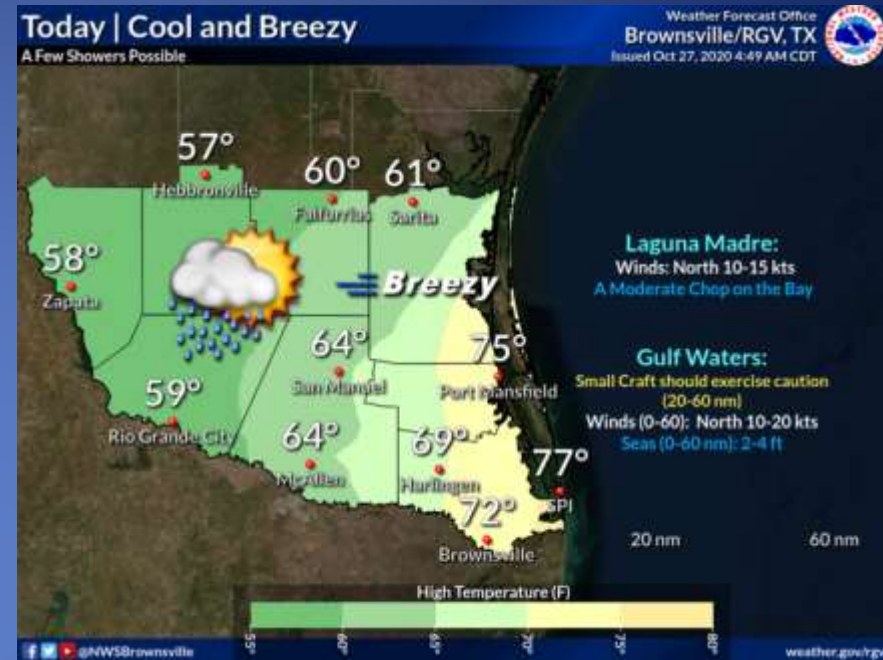 Today | Cool and Breezy
A Few Showers Possible
Weather Forecast Office
Brownsville/RGV, TX
Issued Oct 27, 2020 4:49 AM CDT
57°
Hebbronville
60°
Falfurrias
61°
Sarita
58°
Zapata
Breezy
64°
San Manuel
75°
Port Mansfield
59°
Rio Grande City
64°
McAllen
69°
Harlingen
77°
SPI
72°
Brownsville
Laguna Madre:
Winds: North 10-15 kts
A Moderate Chop on the Bay
Gulf Waters:
Small Craft should exercise caution
(20-60 nm)
Winds (0-60): North 10-20 kts
Seas (0-60 nm): 2-4 ft
20 nm
60 nm
High Temperature (F)
55° 60° 65° 70° 75° 80°
@NWSBrownsville
weather.gov/rgv